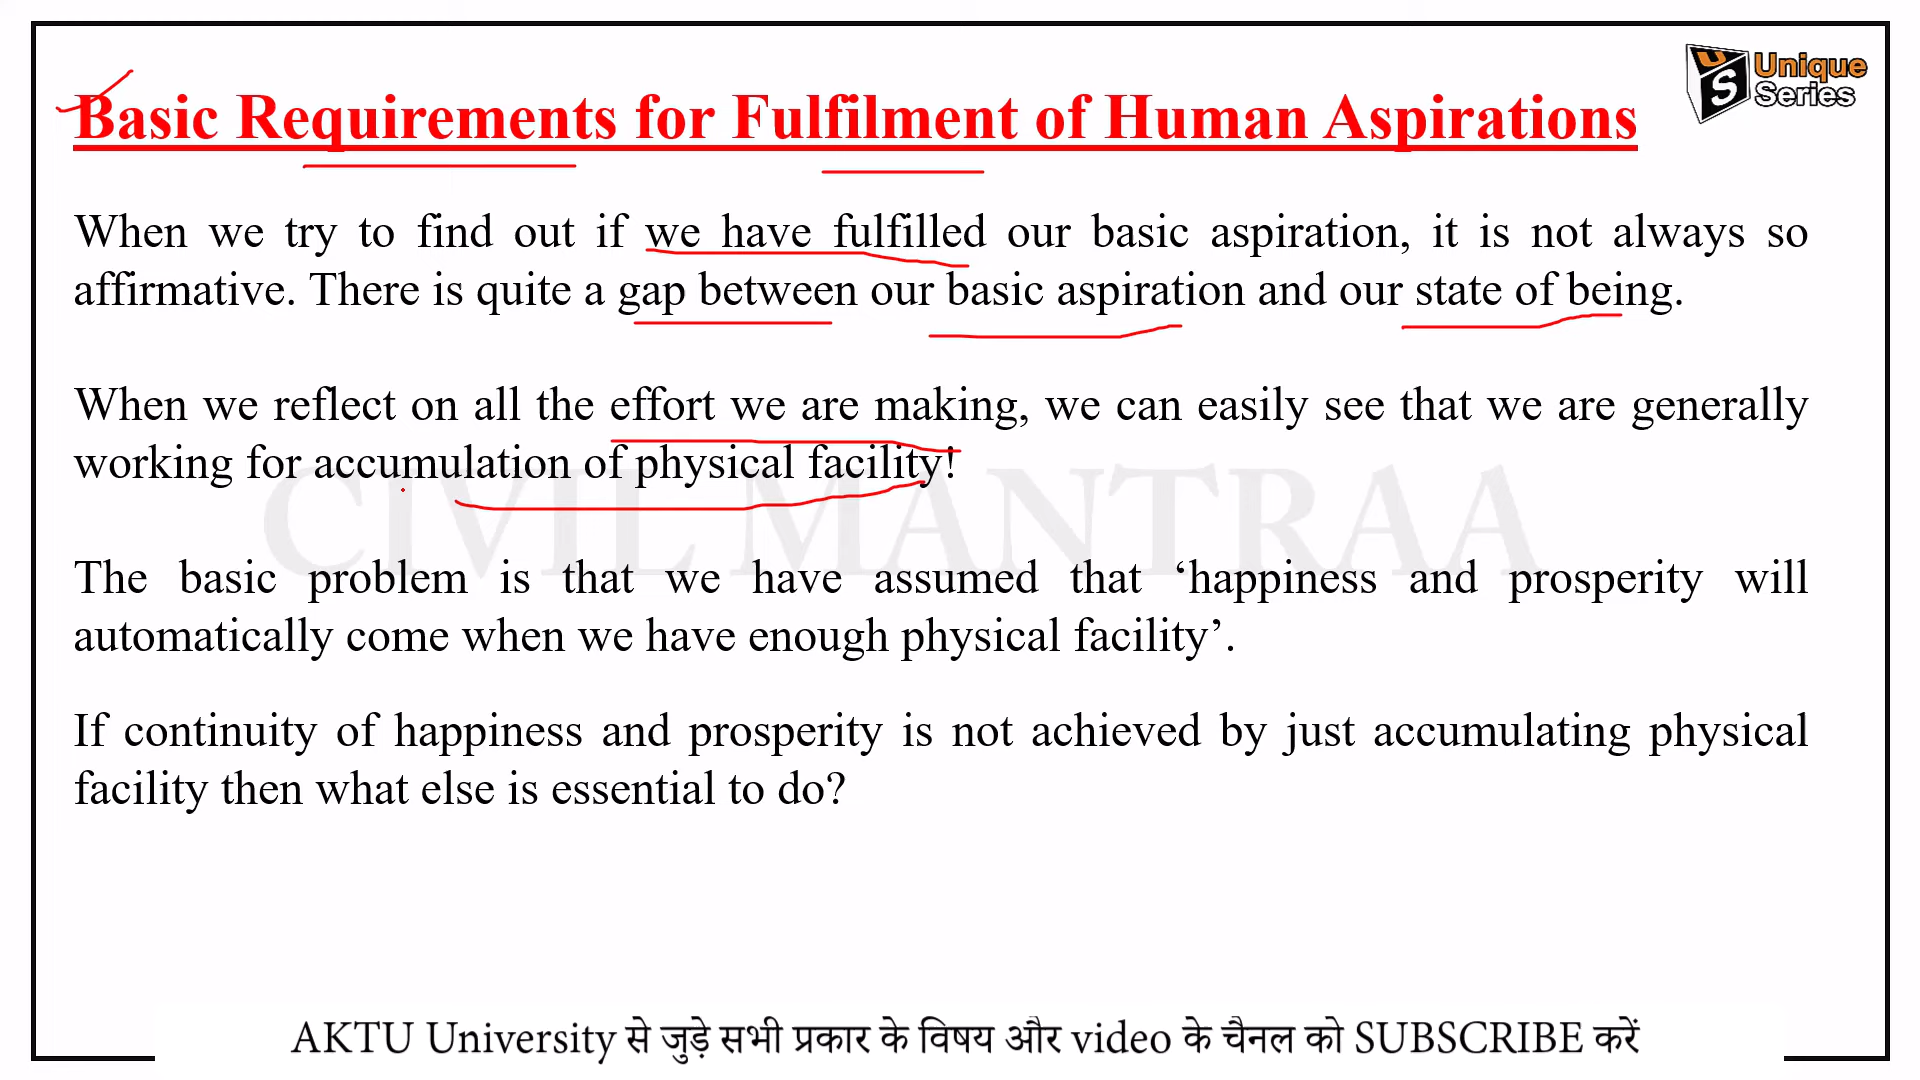 Basic Requirements for Fulfilment of Human Aspirations
US Unique
Series
When we try to find out if we have fulfilled our basic aspiration, it is not always so
affirmative. There is quite a gap between our basic aspiration and our state of being.
When we reflect on all the effort we are making, we can easily see that we are generally
working for accumulation of physical facility!
CIVIL MANTRAA
The basic problem is that we have assumed that ‘happiness and prosperity will
automatically come when we have enough physical facility’.
If continuity of happiness and prosperity is not achieved by just accumulating physical
facility then what else is essential to do?
AKTU University से जुड़े सभी प्रकार के विषय और video के चैनल को SUBSCRIBE करें